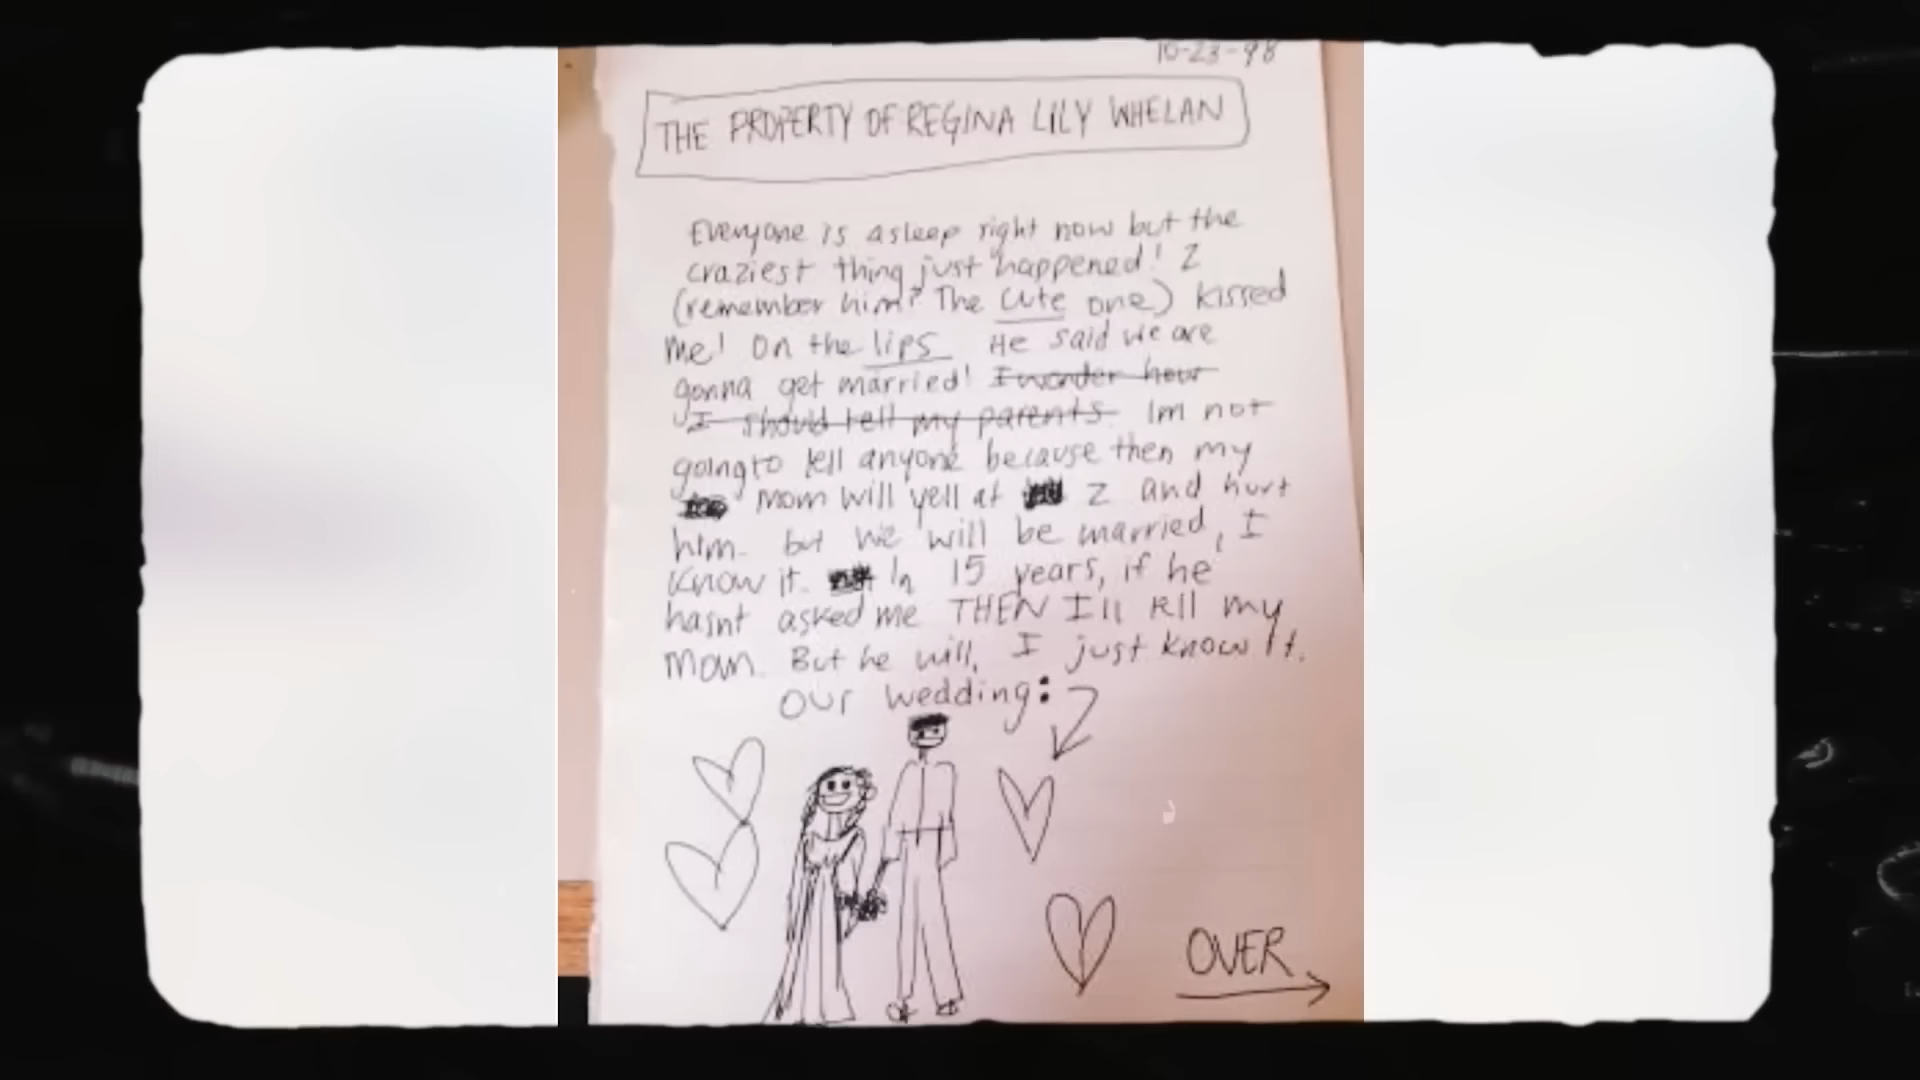 10-23-98
THE PROPERTY OF REGINA LILY WHELAN
Everyone is asleep right now but the
craziest thing just happened! Z
(remember him? The cute one) kissed
me! On the lips He said we are
gonna get married! I wonder how
I should tell my parents. Im not
going to tell anyone because then my
mom will yell at Z and hurt
him. but we will be married, I
know it. In 15 years, if he
hasnt asked me THEN I'll tell my
mom. But he will, I just know it.
our wedding:
OVER